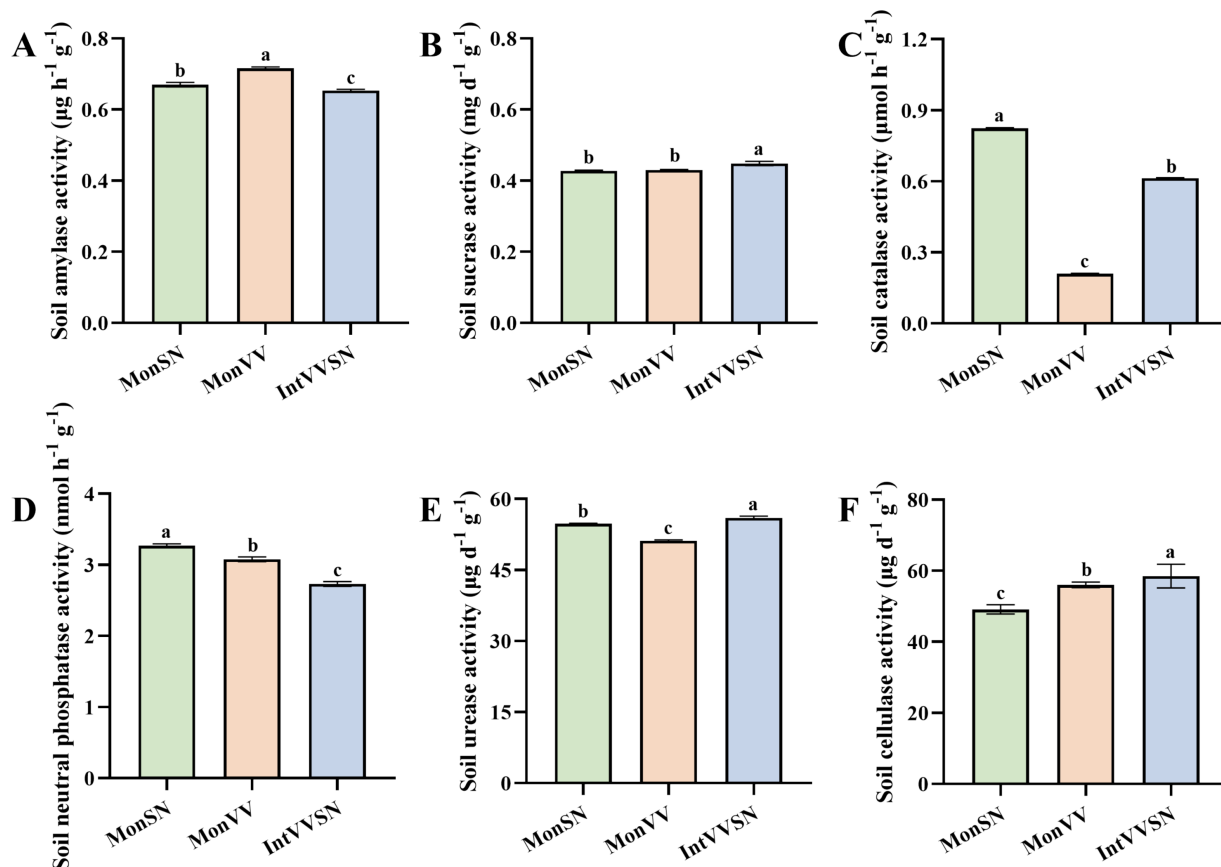 A
Soil amylase activity (µg h⁻¹ g⁻¹)
0.8
0.6
0.4
0.2
0.0
b
a
c
MonSN
MonVV
IntVVSN
B
Soil sucrase activity (mg d⁻¹ g⁻¹)
0.8
0.6
0.4
0.2
0.0
b
b
a
MonSN
MonVV
IntVVSN
C
Soil catalase activity (µmol h⁻¹ g⁻¹)
1.2
0.9
0.6
0.3
0.0
a
c
b
MonSN
MonVV
IntVVSN
D
Soil neutral phosphatase activity (nmol h⁻¹ g⁻¹)
4
3
2
1
0
a
b
c
MonSN
MonVV
IntVVSN
E
Soil urease activity (µg d⁻¹ g⁻¹)
60
45
30
15
0
b
c
a
MonSN
MonVV
IntVVSN
F
Soil cellulase activity (µg d⁻¹ g⁻¹)
80
60
40
20
0
c
b
a
MonSN
MonVV
IntVVSN